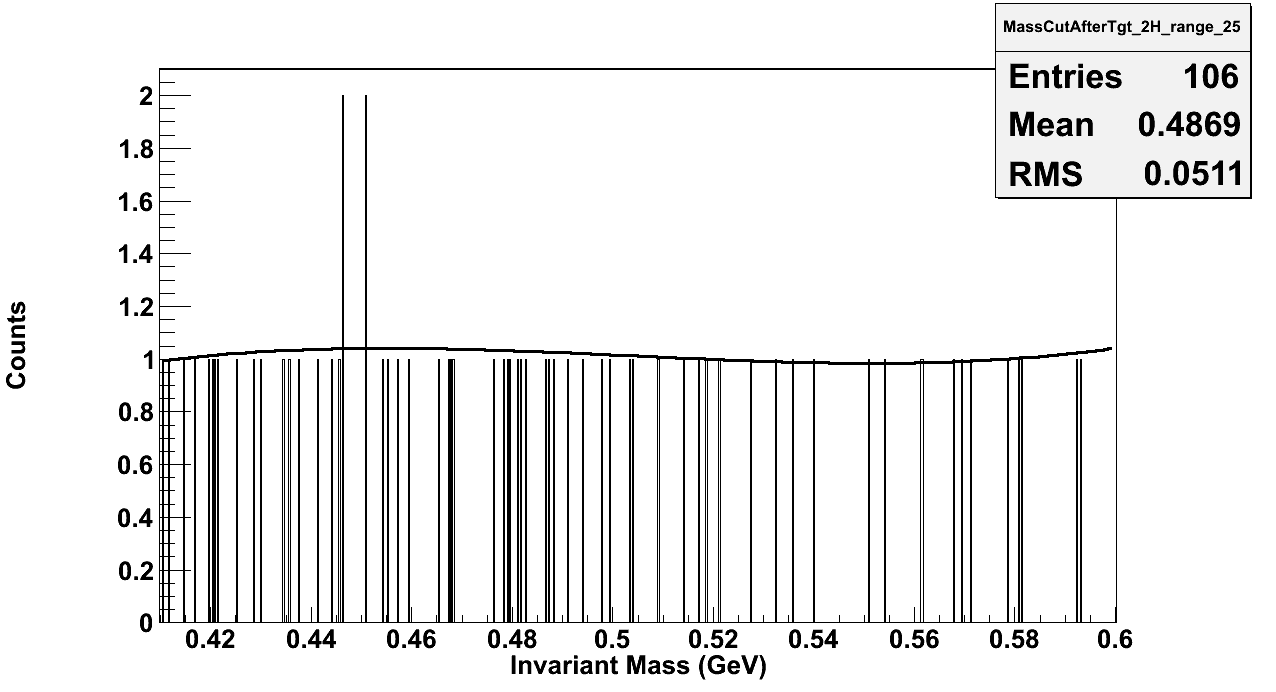 MassCutAfterTgt_2H_range_25
Entries 106
Mean 0.4869
RMS 0.0511
Counts
2
1.8
1.6
1.4
1.2
1
0.8
0.6
0.4
0.2
0
0.42 0.44 0.46 0.48 0.5 0.52 0.54 0.56 0.58 0.6
Invariant Mass (GeV)